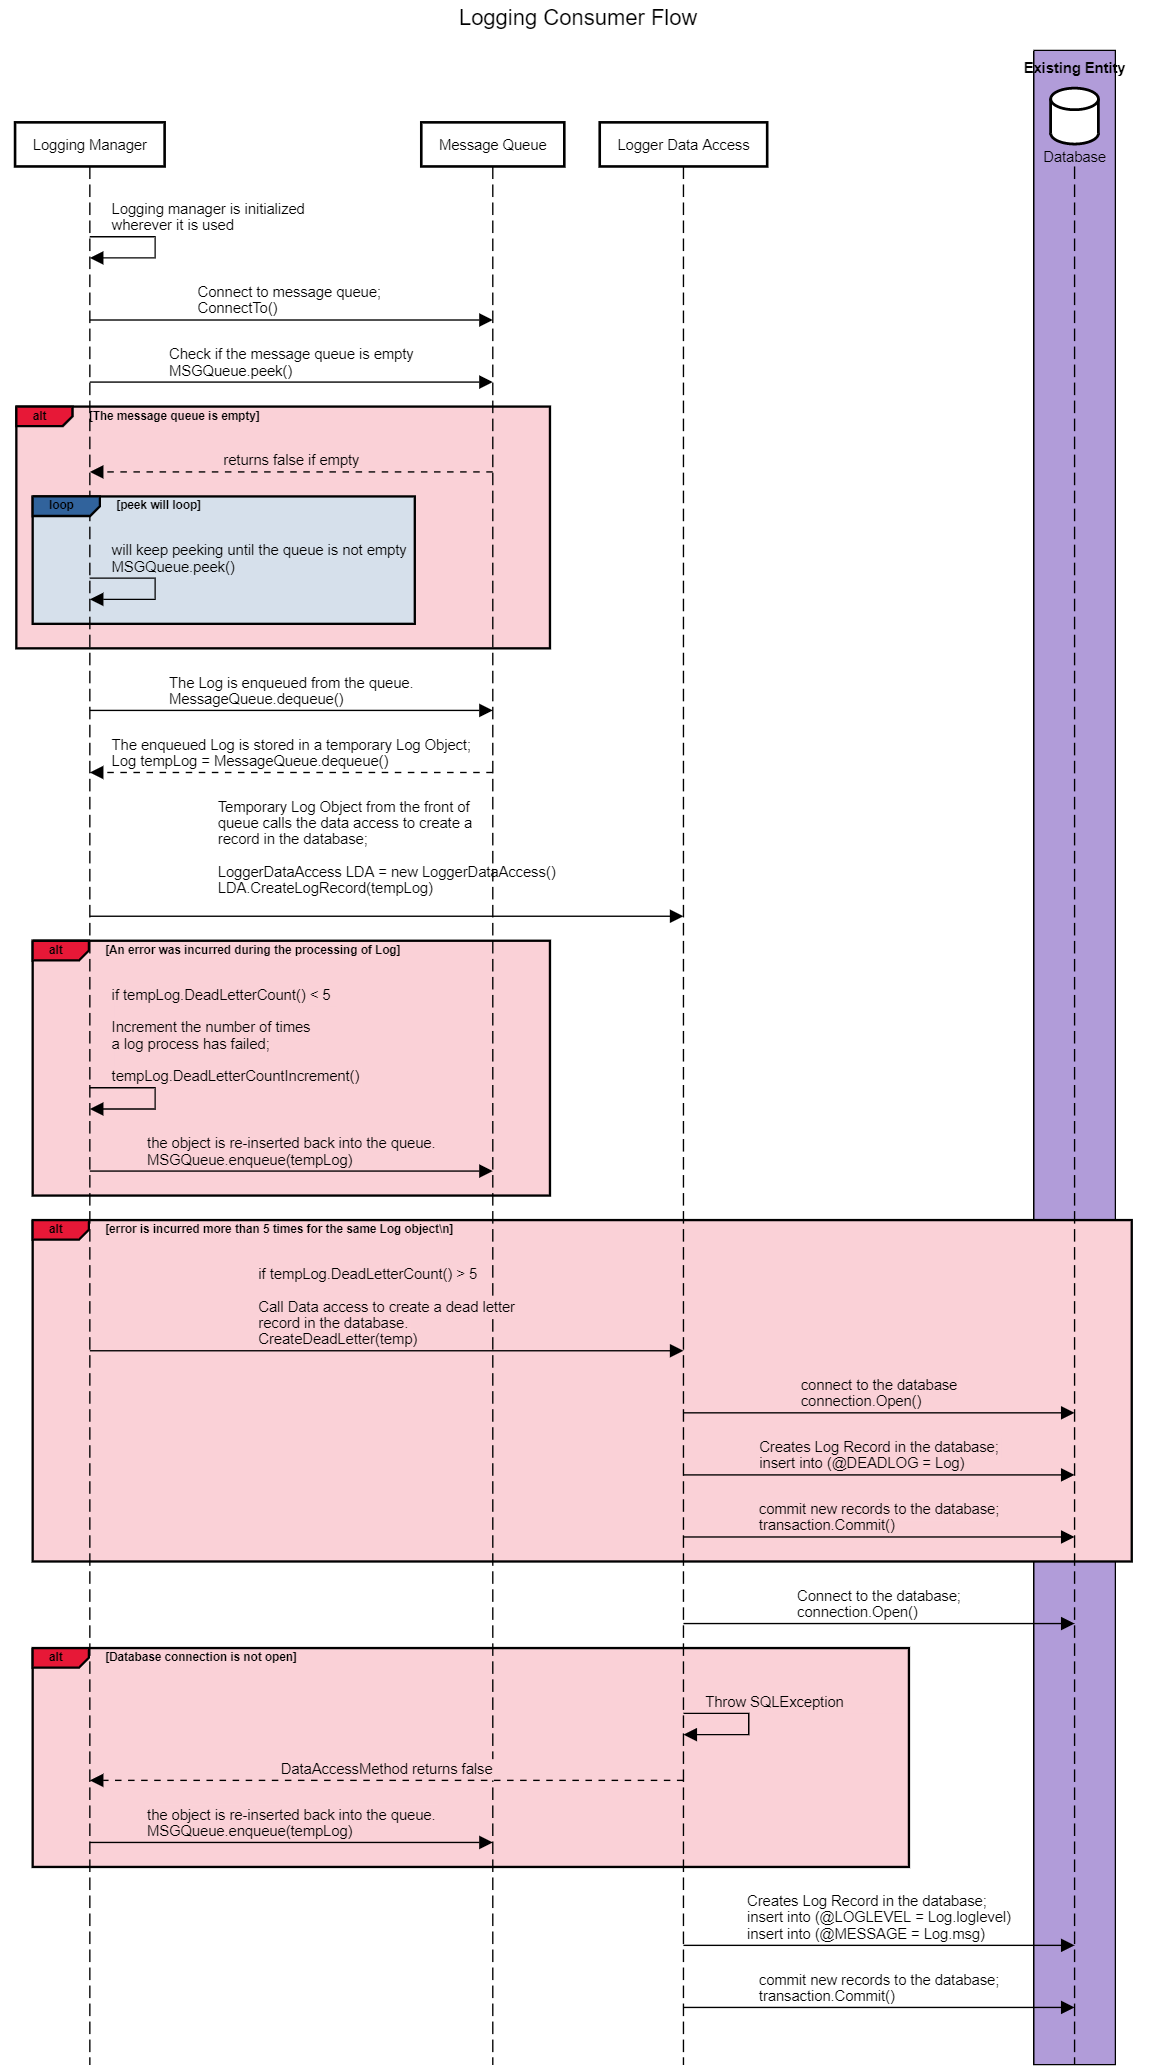 Logging Consumer Flow
Existing Entity
Logging Manager
Message Queue
Logger Data Access
Database
Logging manager is initialized
wherever it is used
Connect to message queue;
ConnectTo()
Check if the message queue is empty
MSGQueue.peek()
alt
[The message queue is empty]
returns false if empty
loop
[peek will loop]
will keep peeking until the queue is not empty
MSGQueue.peek()
The Log is enqueued from the queue.
MessageQueue.dequeue()
The enqueued Log is stored in a temporary Log Object;
Log tempLog = MessageQueue.dequeue()
Temporary Log Object from the front of
queue calls the data access to create a
record in the database;
LoggerDataAccess LDA = new LoggerDataAccess()
LDA.CreateLogRecord(tempLog)
alt
[An error was incurred during the processing of Log]
if tempLog.DeadLetterCount() < 5
Increment the number of times
a log process has failed;
tempLog.DeadLetterCountIncrement()
the object is re-inserted back into the queue.
MSGQueue.enqueue(tempLog)
alt
[error is incurred more than 5 times for the same Log object\n]
if tempLog.DeadLetterCount() > 5
Call Data access to create a dead letter
record in the database.
CreateDeadLetter(temp)
connect to the database
connection.Open()
Creates Log Record in the database;
insert into (@DEADLOG = Log)
commit new records to the database;
transaction.Commit()
Connect to the database;
connection.Open()
alt
[Database connection is not open]
Throw SQLException
DataAccessMethod returns false
the object is re-inserted back into the queue.
MSGQueue.enqueue(tempLog)
Creates Log Record in the database;
insert into (@LOGLEVEL = Log.loglevel)
insert into (@MESSAGE = Log.msg)
commit new records to the database;
transaction.Commit()